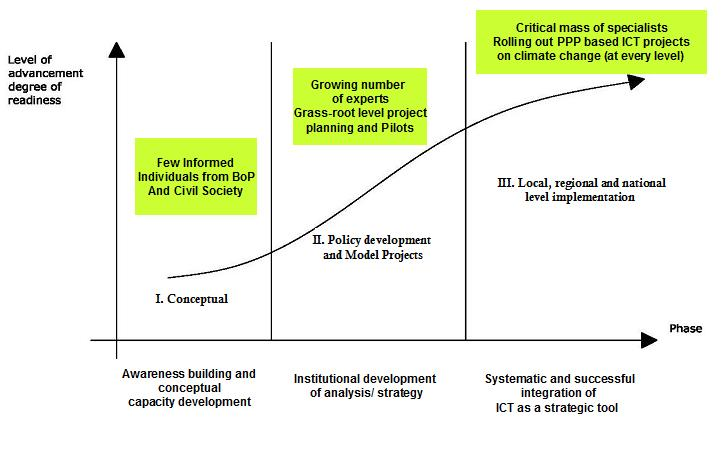 Level of
advancement
degree of
readiness
Few Informed
Individuals from BoP
And Civil Society
Growing number
of experts
Grass-root level project
planning and Pilots
Critical mass of specialists
Rolling out PPP based ICT projects
on climate change (at every level)
I. Conceptual
II. Policy development
and Model Projects
III. Local, regional and national
level implementation
Phase
Awareness building and
conceptual
capacity development
Institutional development
of analysis/ strategy
Systematic and successful
integration of
ICT as a strategic tool